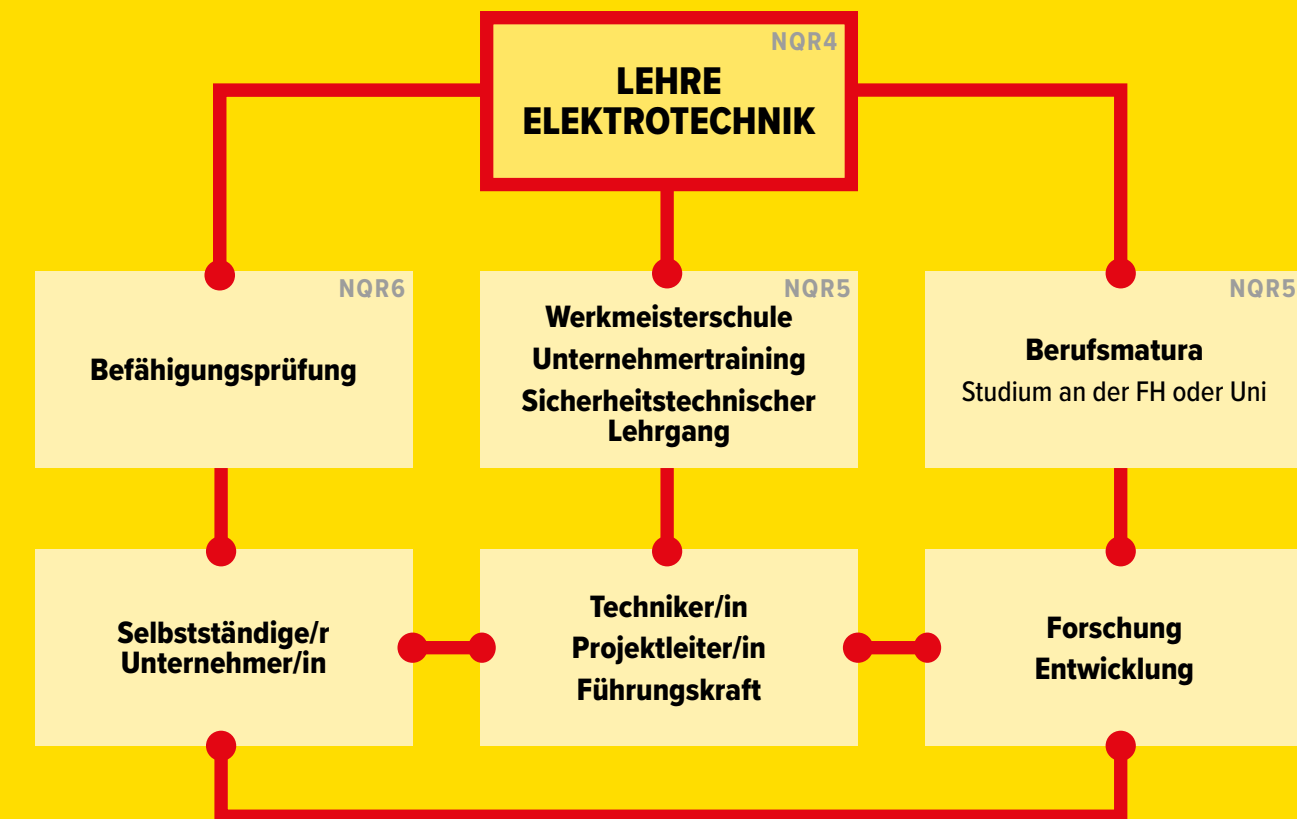 NQR4
LEHRE
ELEKTROTECHNIK
NQR6
Befähigungsprüfung
NQR5
Werkmeisterschule
Unternehmertraining
Sicherheitstechnischer
Lehrgang
NQR5
Berufsmatura
Studium an der FH oder Uni
Selbstständige/r
Unternehmer/in
Techniker/in
Projektleiter/in
Führungskraft
Forschung
Entwicklung